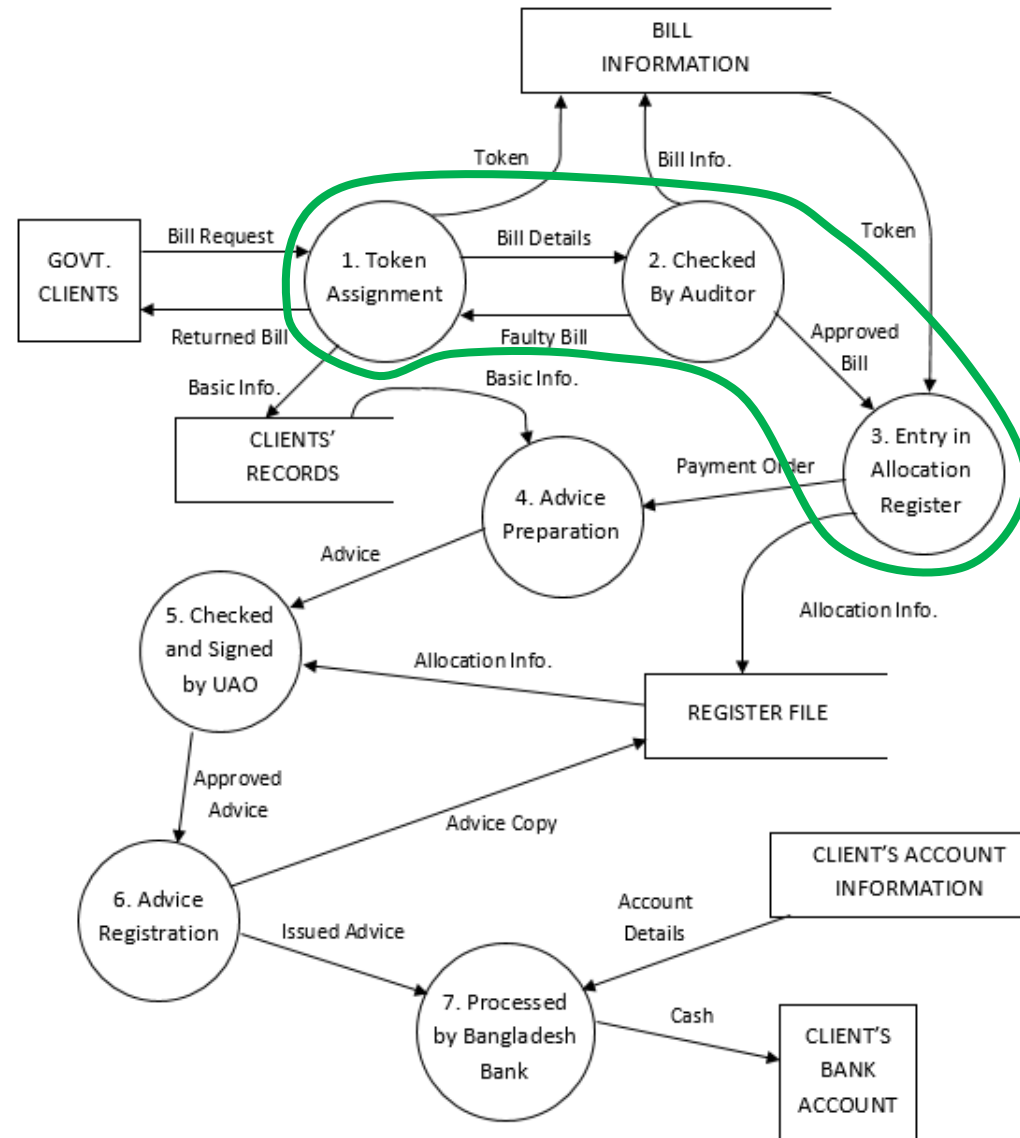 BILL
INFORMATION
Token
Bill Info.
Token
GOVT.
CLIENTS
Bill Request
Returned Bill
1. Token
Assignment
Bill Details
Faulty Bill
2. Checked
By Auditor
Approved
Bill
Basic Info.
Basic Info.
CLIENTS'
RECORDS
3. Entry in
Allocation
Register
Payment Order
4. Advice
Preparation
Advice
Allocation Info.
5. Checked
and Signed
by UAO
Allocation Info.
REGISTER FILE
Approved
Advice
Advice Copy
CLIENT'S ACCOUNT
INFORMATION
6. Advice
Registration
Issued Advice
Account
Details
7. Processed
by Bangladesh
Bank
Cash
CLIENT'S
BANK
ACCOUNT